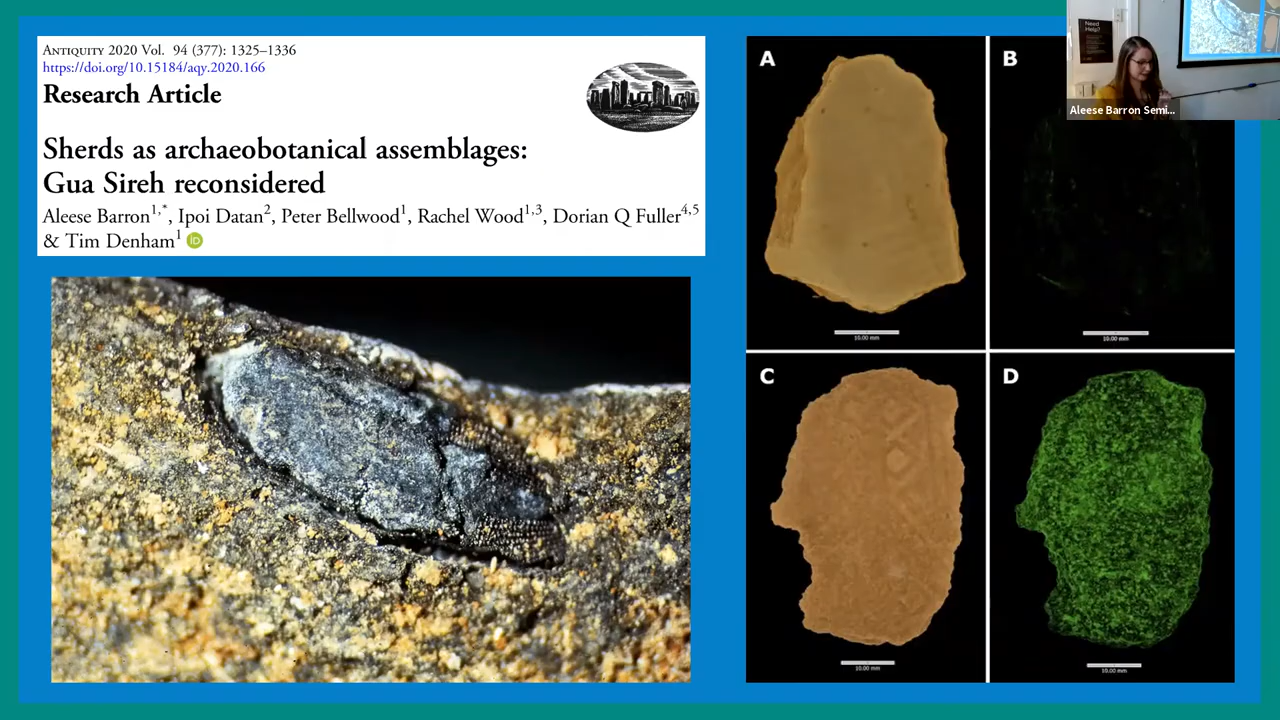 ANTIQUITY 2020 Vol. 94 (377): 1325–1336
https://doi.org/10.15184/aqy.2020.166
Research Article
Sherds as archaeobotanical assemblages:
Gua Sireh reconsidered
Aleese Barron1,*, Ipoi Datan2, Peter Bellwood1, Rachel Wood1,3, Dorian Q Fuller4,5
& Tim Denham1 iD
A
B
Need
Help?
Aleese Barron Semi...
10.00 mm
10.00 mm
C
D
10.00 mm
10.00 mm